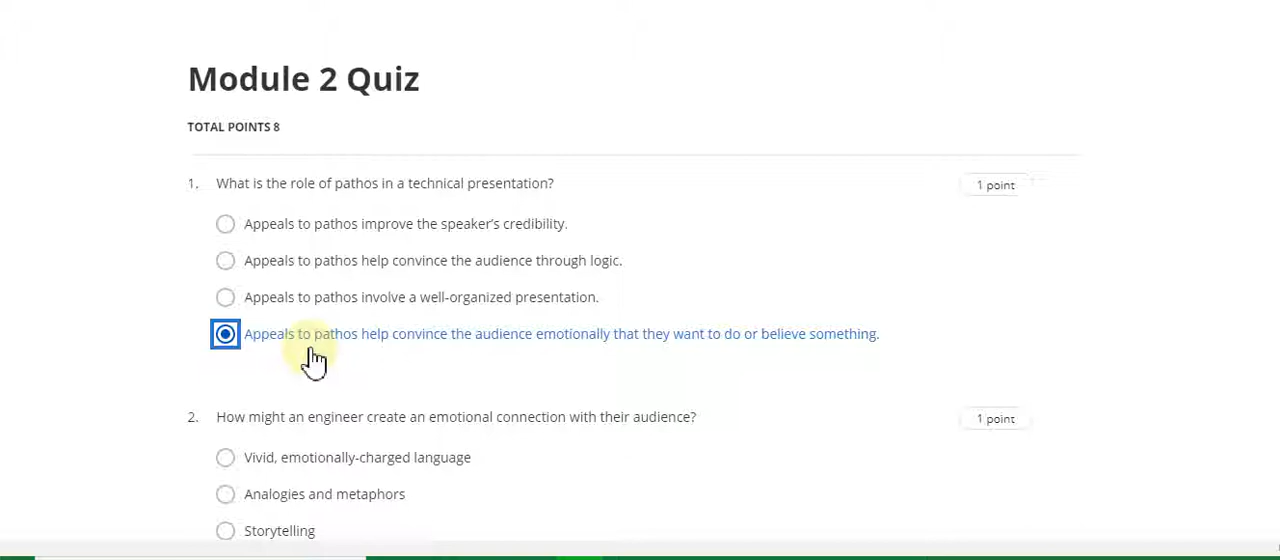 Module 2 Quiz
TOTAL POINTS 8
1. What is the role of pathos in a technical presentation?
1 point
Appeals to pathos improve the speaker’s credibility.
Appeals to pathos help convince the audience through logic.
Appeals to pathos involve a well-organized presentation.
Appeals to pathos help convince the audience emotionally that they want to do or believe something.
2. How might an engineer create an emotional connection with their audience?
1 point
Vivid, emotionally-charged language
Analogies and metaphors
Storytelling